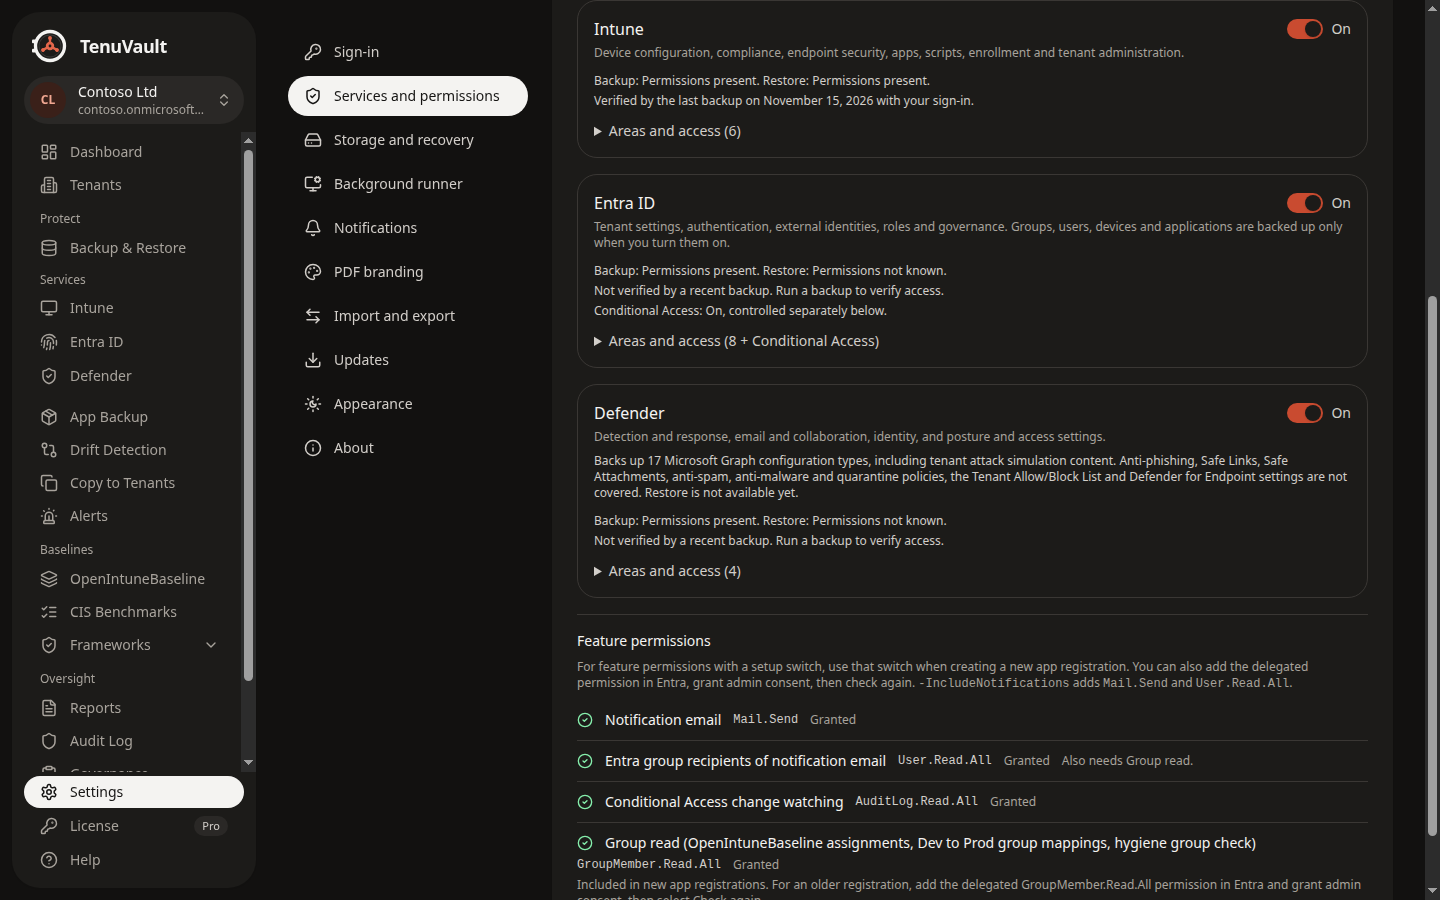 TenuVault
CL
Contoso Ltd
contoso.onmicrosoft...
Dashboard
Tenants
Protect
Backup & Restore
Services
Intune
Entra ID
Defender
App Backup
Drift Detection
Copy to Tenants
Alerts
Baselines
OpenIntuneBaseline
CIS Benchmarks
Frameworks
Oversight
Reports
Audit Log
Settings
License
Pro
Help
Sign-in
Services and permissions
Storage and recovery
Background runner
Notifications
PDF branding
Import and export
Updates
Appearance
About
Intune
On
Device configuration, compliance, endpoint security, apps, scripts, enrollment and tenant administration.
Backup: Permissions present. Restore: Permissions present.
Verified by the last backup on November 15, 2026 with your sign-in.
Areas and access (6)
Entra ID
On
Tenant settings, authentication, external identities, roles and governance. Groups, users, devices and applications are backed up only
when you turn them on.
Backup: Permissions present. Restore: Permissions not known.
Not verified by a recent backup. Run a backup to verify access.
Conditional Access: On, controlled separately below.
Areas and access (8 + Conditional Access)
Defender
On
Detection and response, email and collaboration, identity, and posture and access settings.
Backs up 17 Microsoft Graph configuration types, including tenant attack simulation content. Anti-phishing, Safe Links, Safe
Attachments, anti-spam, anti-malware and quarantine policies, the Tenant Allow/Block List and Defender for Endpoint settings are not
covered. Restore is not available yet.
Backup: Permissions present. Restore: Permissions not known.
Not verified by a recent backup. Run a backup to verify access.
Areas and access (4)
Feature permissions
For feature permissions with a setup switch, use that switch when creating a new app registration. You can also add the delegated
permission in Entra, grant admin consent, then check again. -IncludeNotifications adds Mail.Send and User.Read.All.
Notification email Mail.Send Granted
Entra group recipients of notification email User.Read.All Granted Also needs Group read.
Conditional Access change watching AuditLog.Read.All Granted
Group read (OpenIntuneBaseline assignments, Dev to Prod group mappings, hygiene group check)
GroupMember.Read.All Granted
Included in new app registrations. For an older registration, add the delegated GroupMember.Read.All permission in Entra and grant admin
consent, then select Check again.